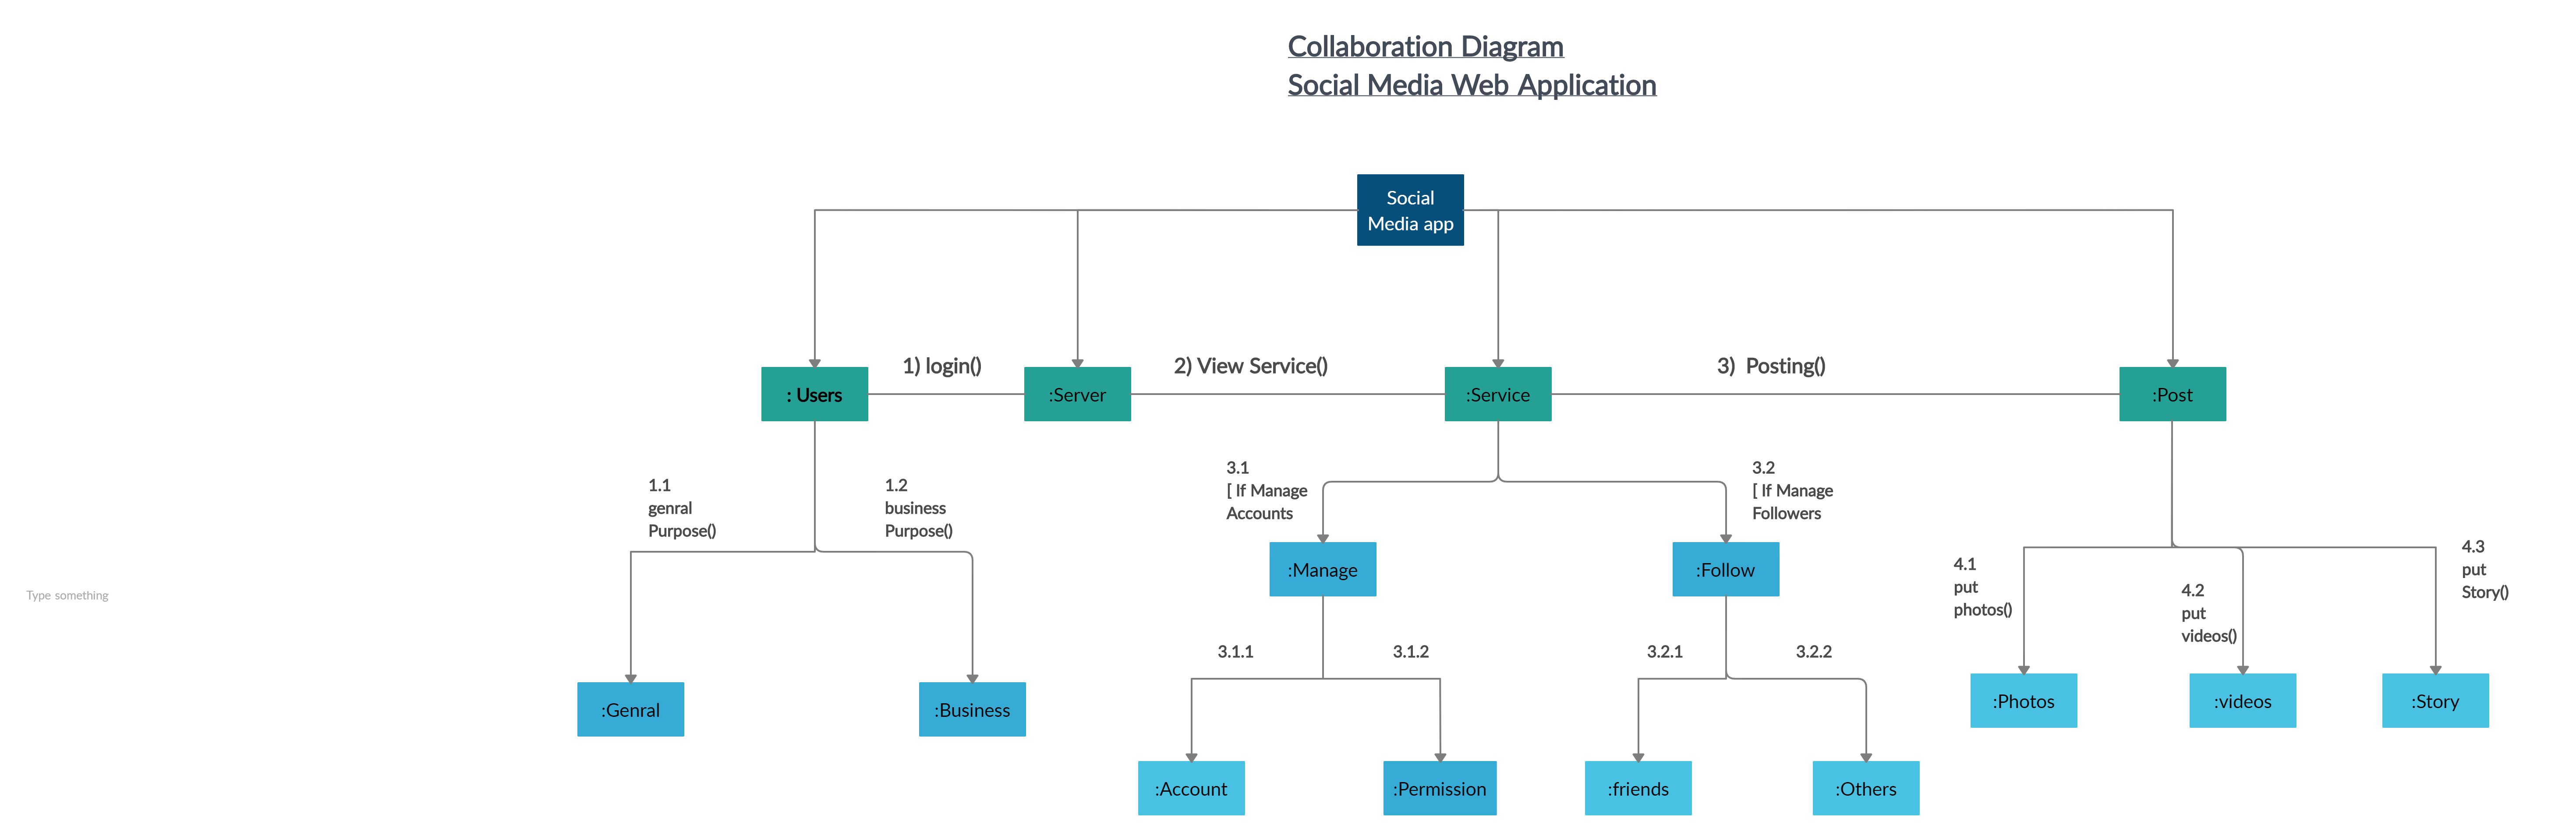 Collaboration Diagram
Social Media Web Application
Social
Media app
: Users
1) login()
:Server
2) View Service()
:Service
3) Posting()
:Post
1.1
genral
Purpose()
1.2
business
Purpose()
3.1
[ If Manage
Accounts
3.2
[ If Manage
Followers
4.1
put
photos()
4.2
put
videos()
4.3
put
Story()
:Manage
:Follow
Type something
3.1.1
3.1.2
3.2.1
3.2.2
:Genral
:Business
:Photos
:videos
:Story
:Account
:Permission
:friends
:Others